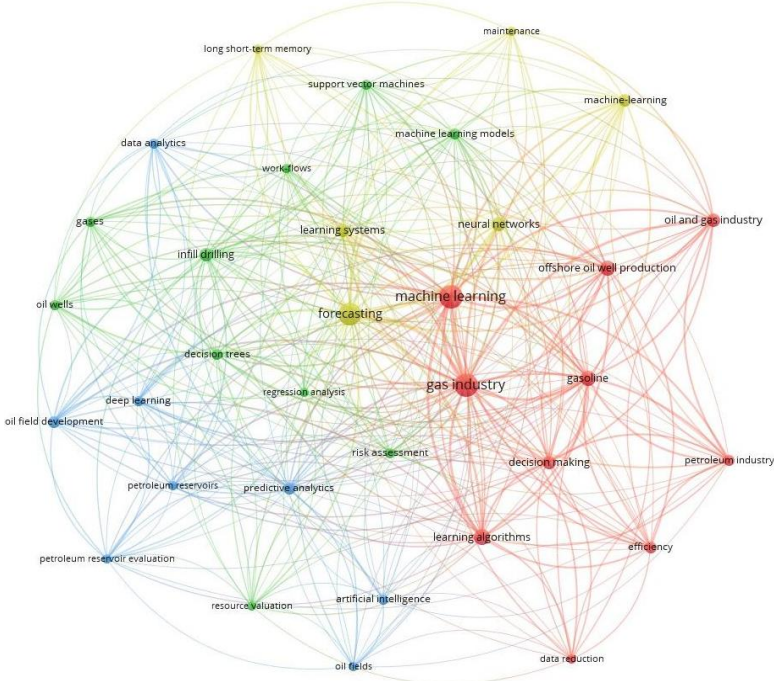 maintenance
long short-term memory
support vector machines
machine-learning
machine learning models
data analytics
work-flows
gases
oil and gas industry
neural networks
learning systems
infill drilling
offshore oil well production
machine learning
oil wells
forecasting
decision trees
gasoline
gas industry
regression analysis
deep learning
oil field development
risk assessment
petroleum industry
decision making
petroleum reservoirs
predictive analytics
learning algorithms
efficiency
petroleum reservoir evaluation
artificial intelligence
resource valuation
data reduction
oil fields